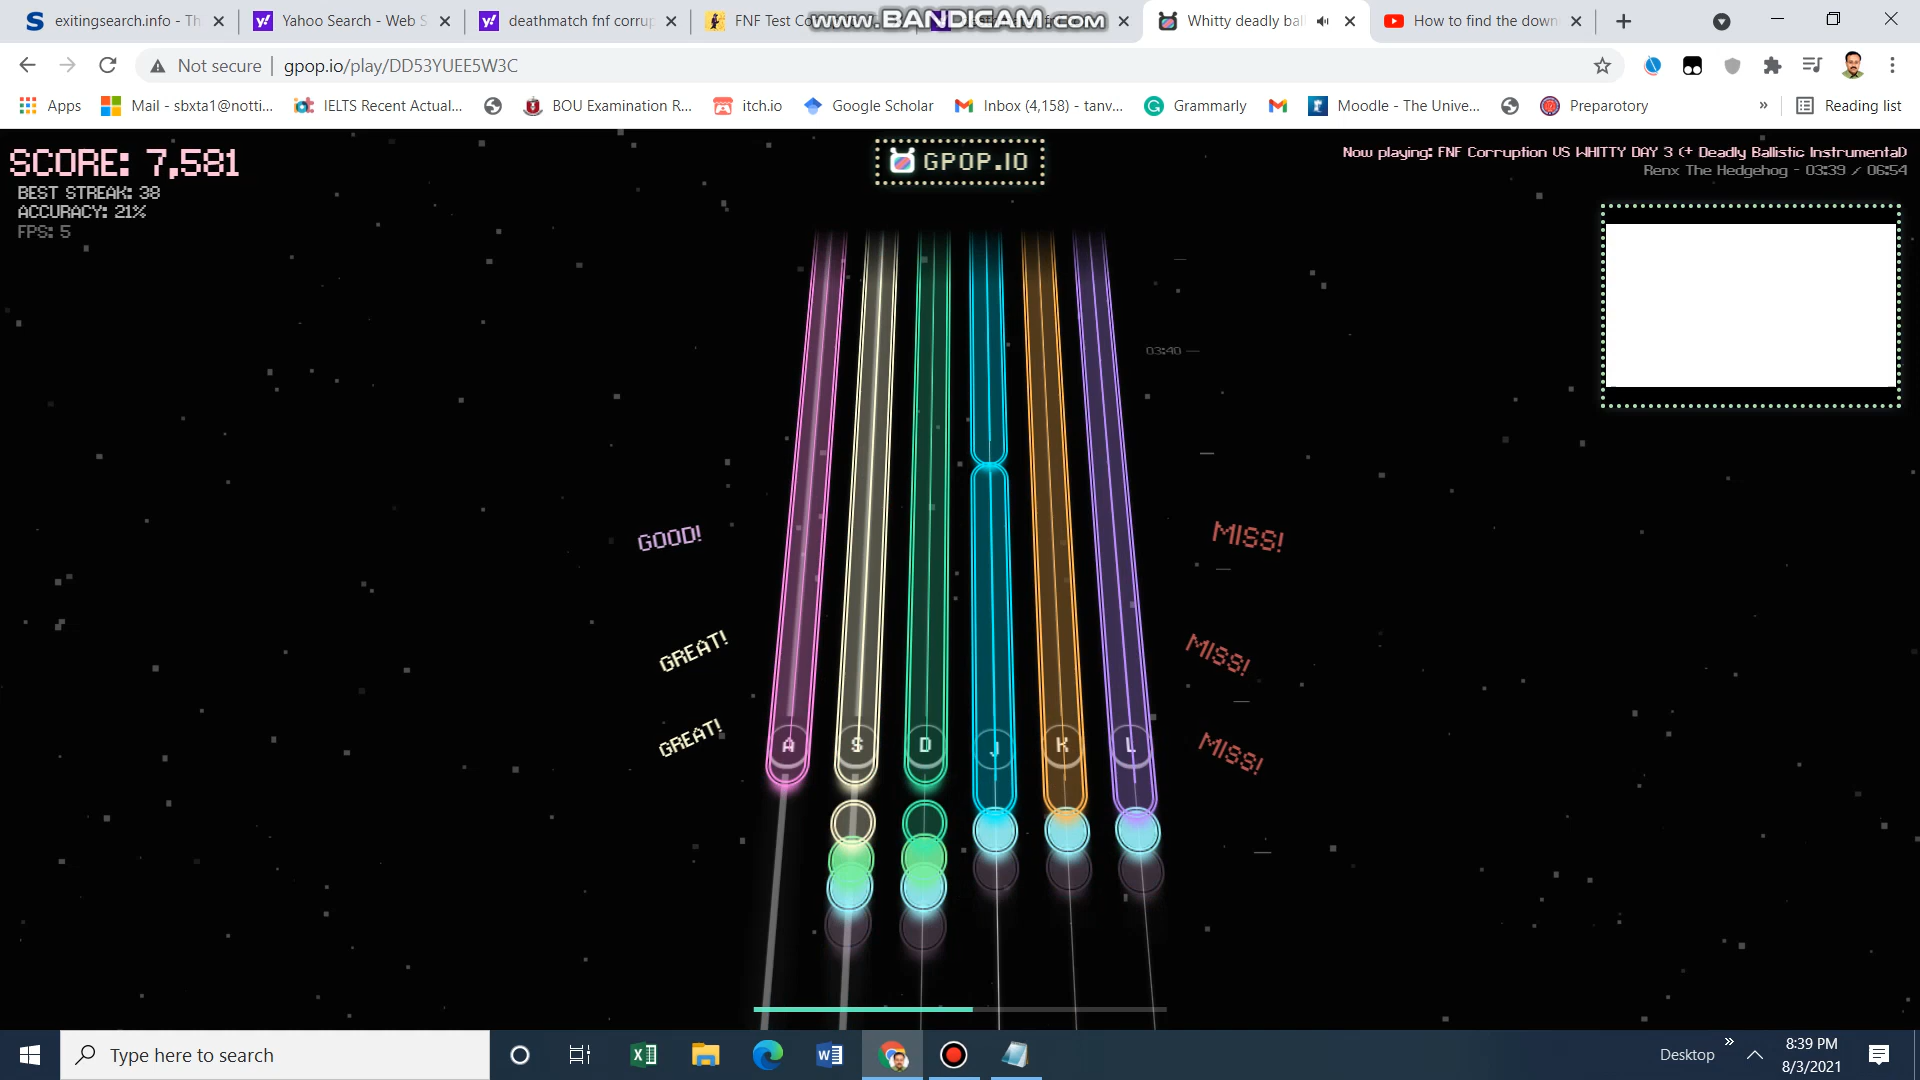 exitingsearch.info - Th
Yahoo Search - Web S
deathmatch fnf corrup
FNF Test Co
Whitty deadly ball
How to find the down
www.BANDICAM.com
Not secure
gpop.io/play/DD53YUEE5W3C
Apps
Mail - sbxta1@notti...
IELTS Recent Actual...
BOU Examination R...
itch.io
Google Scholar
Inbox (4,158) - tanv...
Grammarly
Moodle - The Unive...
Preparotory
»
Reading list
SCORE: 7,581
BEST STREAK: 38
ACCURACY: 21%
FPS: 5
GPOP.IO
Now playing: FNF Corruption VS WHITTY DAY 3 (+ Deadly Ballistic Instrumental)
Renx The Hedgehog - 03:39 / 06:54
03:40
GOOD!
MISS!
GREAT!
MISS!
GREAT!
MISS!
A S D J K L
Type here to search
Desktop
»
8:39 PM
8/3/2021